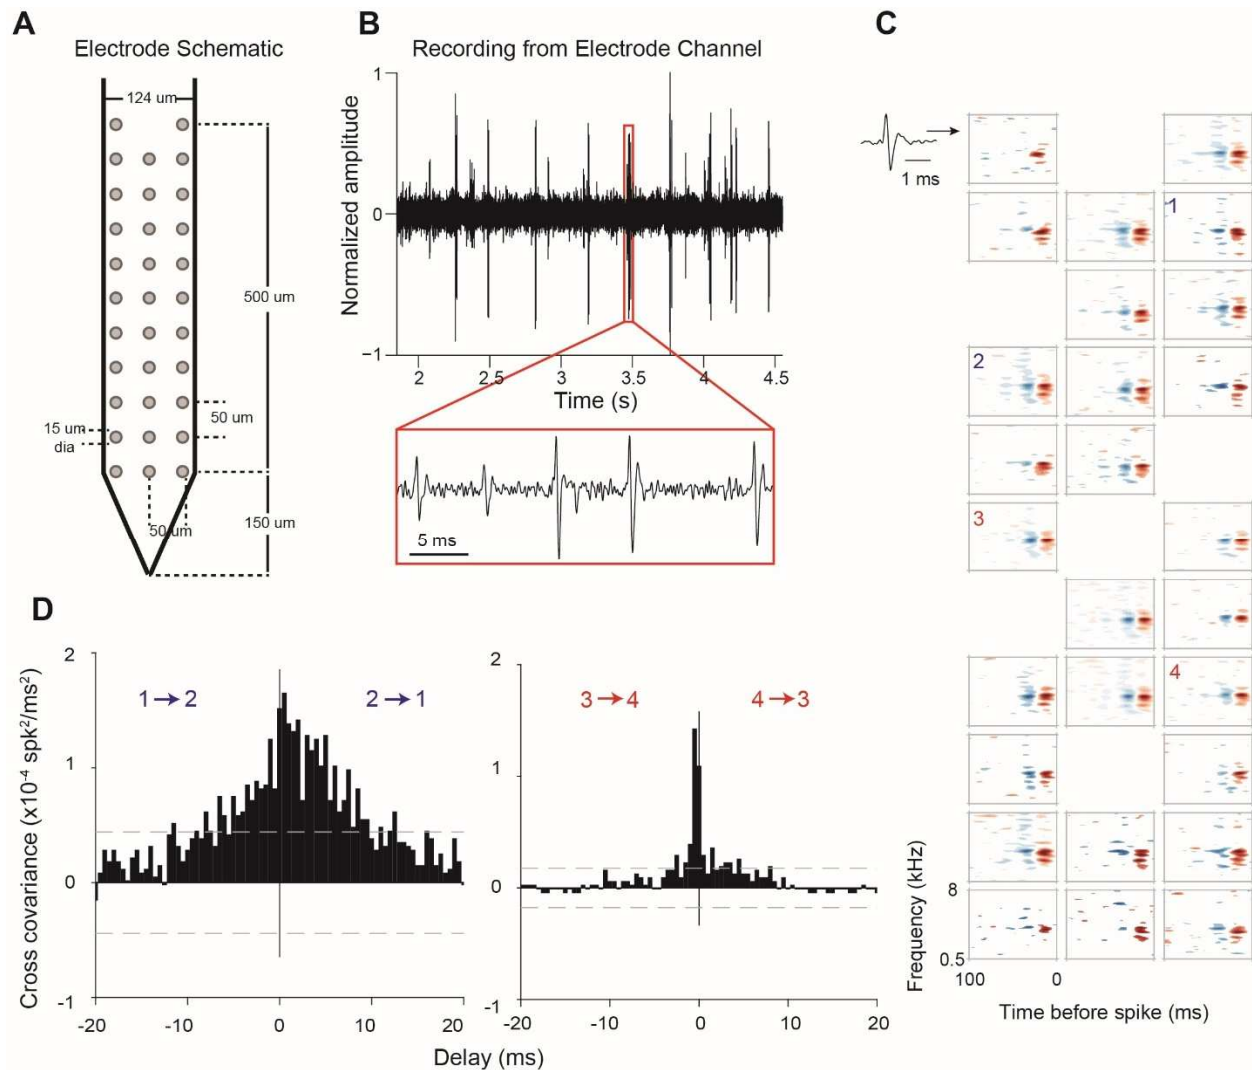 A
Electrode Schematic
124 um
500 um
50 um
15 um
dia
50 um
150 um
B
Recording from Electrode Channel
Normalized amplitude
1
0
−1
2
2.5
3
3.5
4
4.5
Time (s)
5 ms
C
1 ms
1
2
3
4
Frequency (kHz)
8
0.5
100
0
Time before spike (ms)
D
Cross covariance (x10⁻⁴ spk²/ms²)
2
1
0
-1
1→2
2→1
-20
-10
0
10
20
2
1
0
-1
3→4
4→3
-20
-10
0
10
20
Delay (ms)